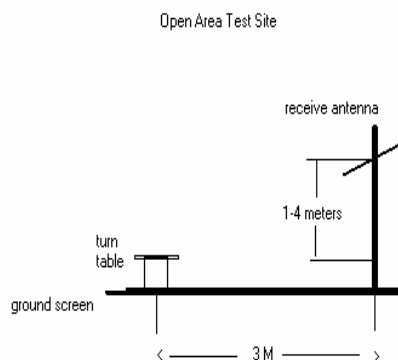 Open Area Test Site
receive antenna
1-4 meters
turn
table
ground screen
3 M